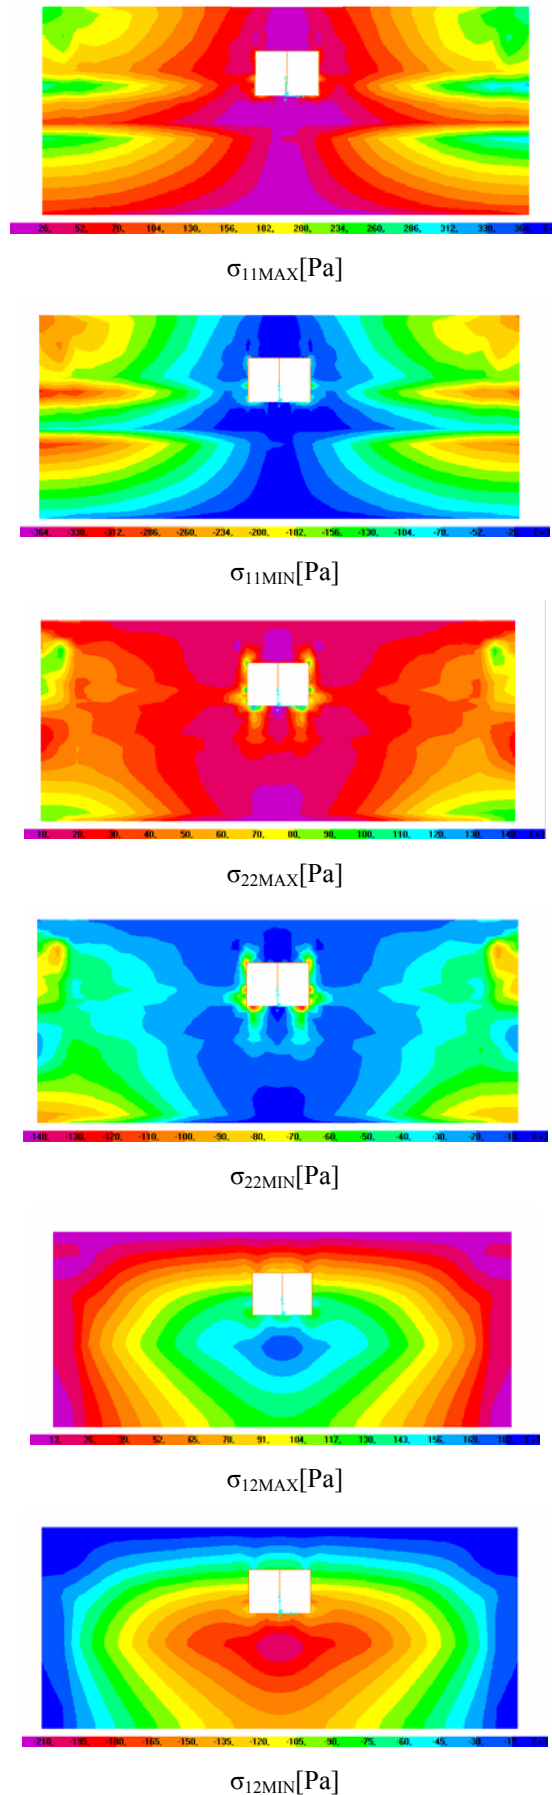 26, 52, 78, 104, 130, 156, 182, 208, 234, 260, 286, 312, 338, 364,
σ11MAX[Pa]
-364, -338, -312, -286, -260, -234, -208, -182, -156, -130, -104, -78, -52, -26,
σ11MIN[Pa]
10, 20, 30, 40, 50, 60, 70, 80, 90, 100, 110, 120, 130, 140
σ22MAX[Pa]
-140, -130, -120, -110, -100, -90, -80, -70, -60, -50, -40, -30, -20, -10,
σ22MIN[Pa]
13, 26, 39, 52, 65, 78, 91, 104, 117, 130, 143, 156, 169, 182,
σ12MAX[Pa]
-210, -195, -180, -165, -150, -135, -120, -105, -90, -75, -60, -45, -30, -15,
σ12MIN[Pa]